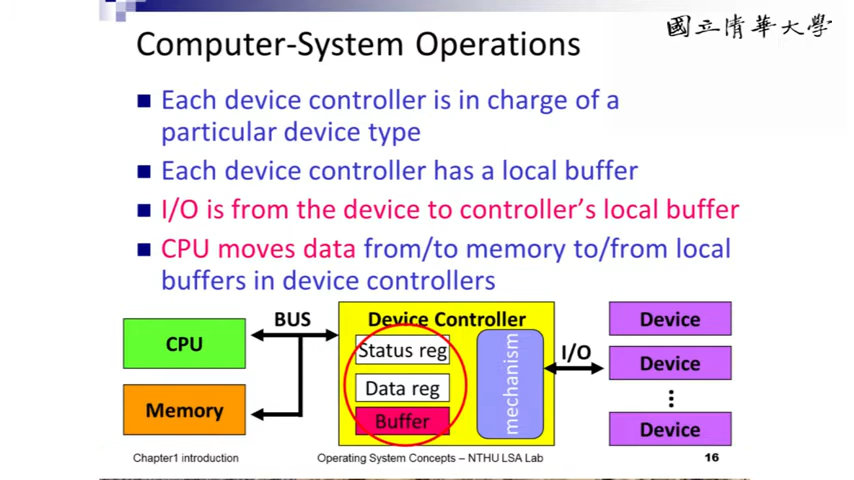 國立清華大學
Computer-System Operations
Each device controller is in charge of a
particular device type
Each device controller has a local buffer
I/O is from the device to controller's local buffer
CPU moves data from/to memory to/from local
buffers in device controllers
CPU
Memory
BUS
Device Controller
Status reg
Data reg
Buffer
mechanism
I/O
Device
Device
Device
Chapter1 introduction
Operating System Concepts – NTHU LSA Lab
16